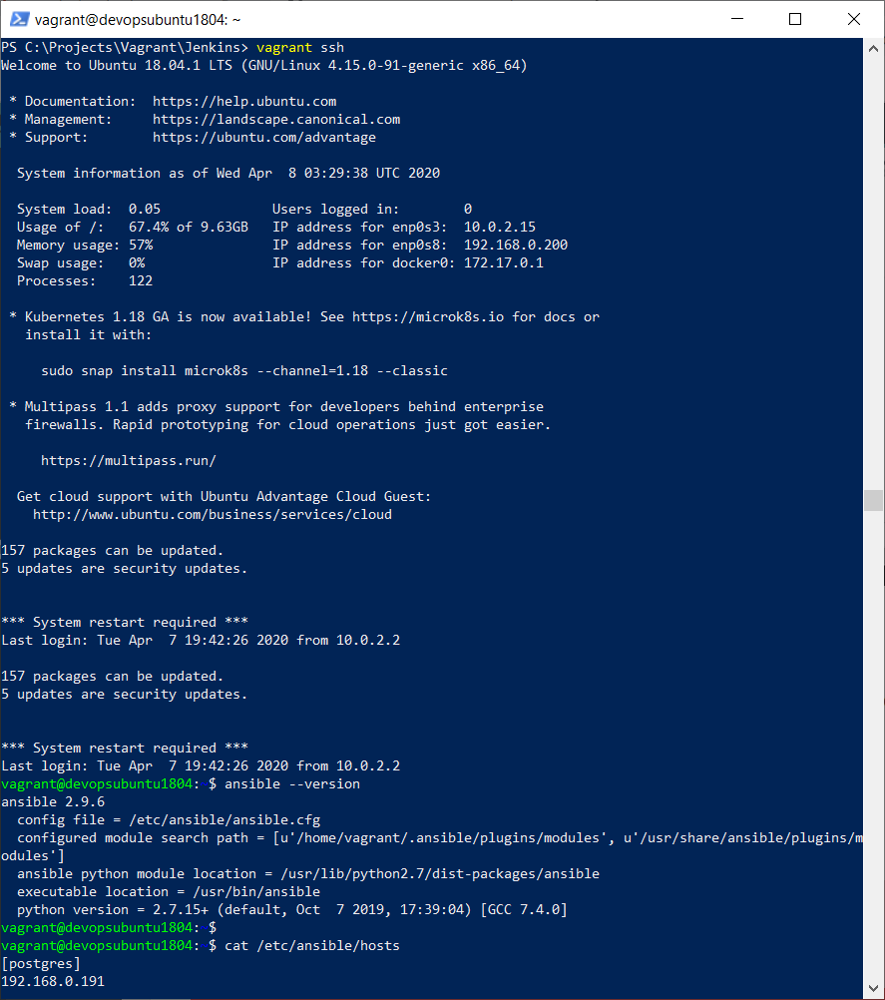 vagrant@devopsubuntu1804: ~
PS C:\Projects\Vagrant\Jenkins> vagrant ssh
Welcome to Ubuntu 18.04.1 LTS (GNU/Linux 4.15.0-91-generic x86_64)
 * Documentation:  https://help.ubuntu.com
 * Management:     https://landscape.canonical.com
 * Support:        https://ubuntu.com/advantage
  System information as of Wed Apr  8 03:29:38 UTC 2020
  System load:  0.05              Users logged in:        0
  Usage of /:   67.4% of 9.63GB   IP address for enp0s3:  10.0.2.15
  Memory usage: 57%               IP address for enp0s8:  192.168.0.200
  Swap usage:   0%                IP address for docker0: 172.17.0.1
  Processes:    122
 * Kubernetes 1.18 GA is now available! See https://microk8s.io for docs or
   install it with:
     sudo snap install microk8s --channel=1.18 --classic
 * Multipass 1.1 adds proxy support for developers behind enterprise
   firewalls. Rapid prototyping for cloud operations just got easier.
     https://multipass.run/
  Get cloud support with Ubuntu Advantage Cloud Guest:
    http://www.ubuntu.com/business/services/cloud
157 packages can be updated.
5 updates are security updates.
*** System restart required ***
Last login: Tue Apr  7 19:42:26 2020 from 10.0.2.2
157 packages can be updated.
5 updates are security updates.
*** System restart required ***
Last login: Tue Apr  7 19:42:26 2020 from 10.0.2.2
vagrant@devopsubuntu1804:~$ ansible --version
ansible 2.9.6
  config file = /etc/ansible/ansible.cfg
  configured module search path = [u'/home/vagrant/.ansible/plugins/modules', u'/usr/share/ansible/plugins/m
odules']
  ansible python module location = /usr/lib/python2.7/dist-packages/ansible
  executable location = /usr/bin/ansible
  python version = 2.7.15+ (default, Oct  7 2019, 17:39:04) [GCC 7.4.0]
vagrant@devopsubuntu1804:~$
vagrant@devopsubuntu1804:~$ cat /etc/ansible/hosts
[postgres]
192.168.0.191